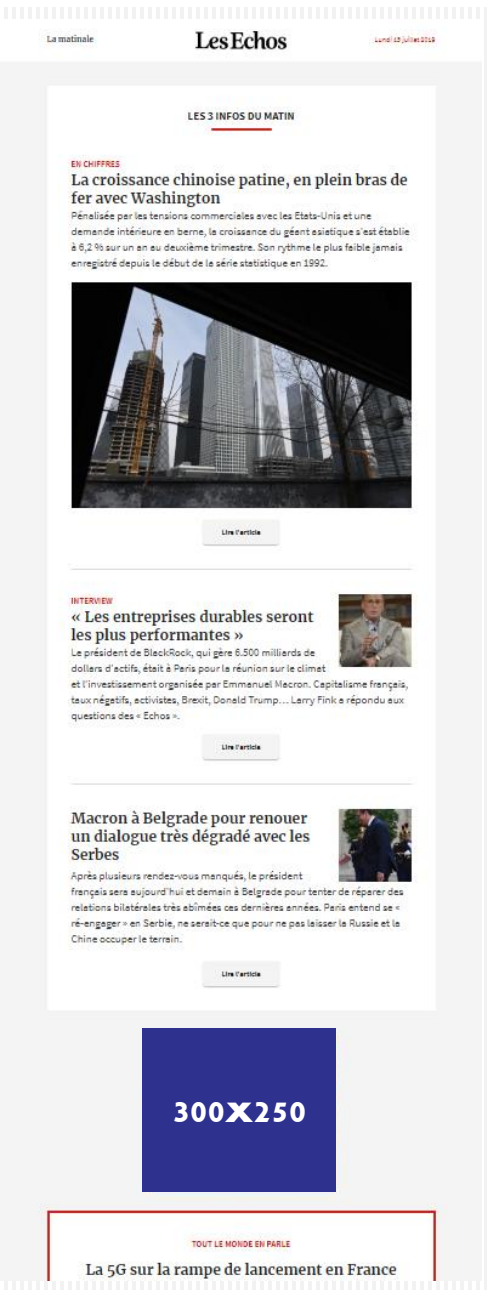 La matinale
Les Echos
Lundi 15 juillet 2019
LES 3 INFOS DU MATIN
EN CHIFFRES
La croissance chinoise patine, en plein bras de
fer avec Washington
Pénalisée par les tensions commerciales avec les Etats-Unis et une
demande intérieure en berne, la croissance du géant asiatique s'est établie
à 6,2 % sur un an au deuxième trimestre. Son rythme le plus faible jamais
enregistré depuis le début de la série statistique en 1992.
Lire l'article
INTERVIEW
« Les entreprises durables seront
les plus performantes »
Le président de BlackRock, qui gère 6.500 milliards de
dollars d'actifs, était à Paris pour la réunion sur le climat
et l'investissement organisée par Emmanuel Macron. Capitalisme français,
taux négatifs, activistes, Brexit, Donald Trump... Larry Fink a répondu aux
questions des « Echos ».
Lire l'article
Macron à Belgrade pour renouer
un dialogue très dégradé avec les
Serbes
Après plusieurs rendez-vous manqués, le président
français sera aujourd'hui et demain à Belgrade pour tenter de réparer des
relations bilatérales très abîmées ces dernières années. Paris entend se «
ré-engager » en Serbie, ne serait-ce que pour ne pas laisser la Russie et la
Chine occuper le terrain.
Lire l'article
300X250
TOUT LE MONDE EN PARLE
La 5G sur la rampe de lancement en France